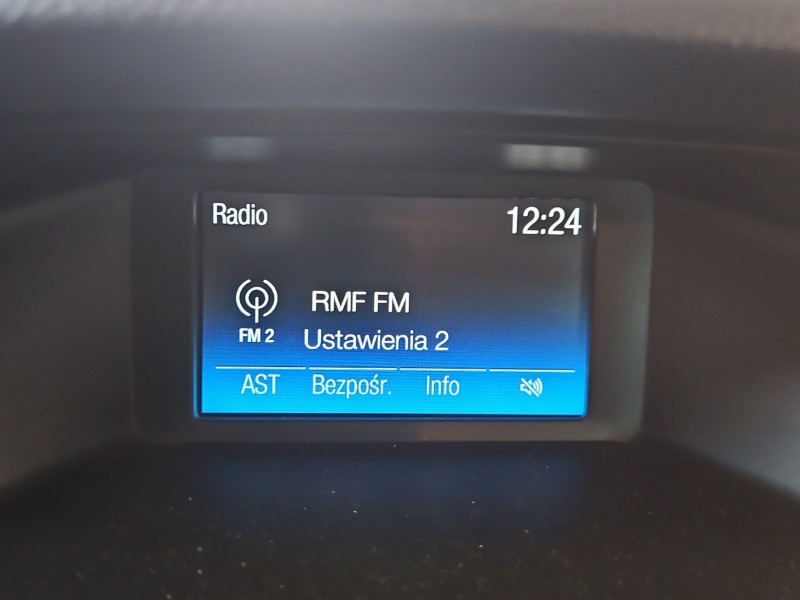 Radio 12:24
RMF FM
FM 2 Ustawienia 2
AST Bezpośr. Info